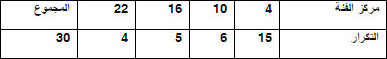 مركز الفئة 4 10 16 22 المجموع
التكرار 15 6 5 4 30